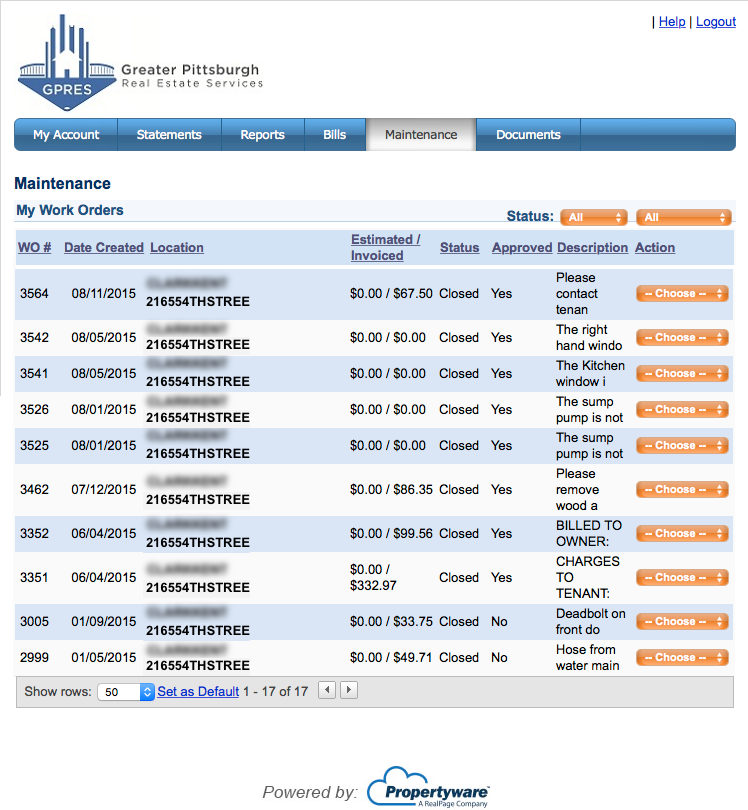 | Help | Logout
Greater Pittsburgh
Real Estate Services
GPRES
My Account Statements Reports Bills Maintenance Documents
Maintenance
My Work Orders
Status: All All
WO # Date Created Location Estimated / Invoiced Status Approved Description Action
3564 08/11/2015 216554THSTREE $0.00 / $67.50 Closed Yes Please contact tenan -- Choose --
3542 08/05/2015 216554THSTREE $0.00 / $0.00 Closed Yes The right hand windo -- Choose --
3541 08/05/2015 216554THSTREE $0.00 / $0.00 Closed Yes The Kitchen window i -- Choose --
3526 08/01/2015 216554THSTREE $0.00 / $0.00 Closed Yes The sump pump is not -- Choose --
3525 08/01/2015 216554THSTREE $0.00 / $0.00 Closed Yes The sump pump is not -- Choose --
3462 07/12/2015 216554THSTREE $0.00 / $86.35 Closed Yes Please remove wood a -- Choose --
3352 06/04/2015 216554THSTREE $0.00 / $99.56 Closed Yes BILLED TO OWNER: -- Choose --
3351 06/04/2015 216554THSTREE $0.00 / $332.97 Closed Yes CHARGES TO TENANT: -- Choose --
3005 01/09/2015 216554THSTREE $0.00 / $33.75 Closed No Deadbolt on front do -- Choose --
2999 01/05/2015 216554THSTREE $0.00 / $49.71 Closed No Hose from water main -- Choose --
Show rows: 50 Set as Default 1 - 17 of 17
Powered by: Propertyware
A RealPage Company